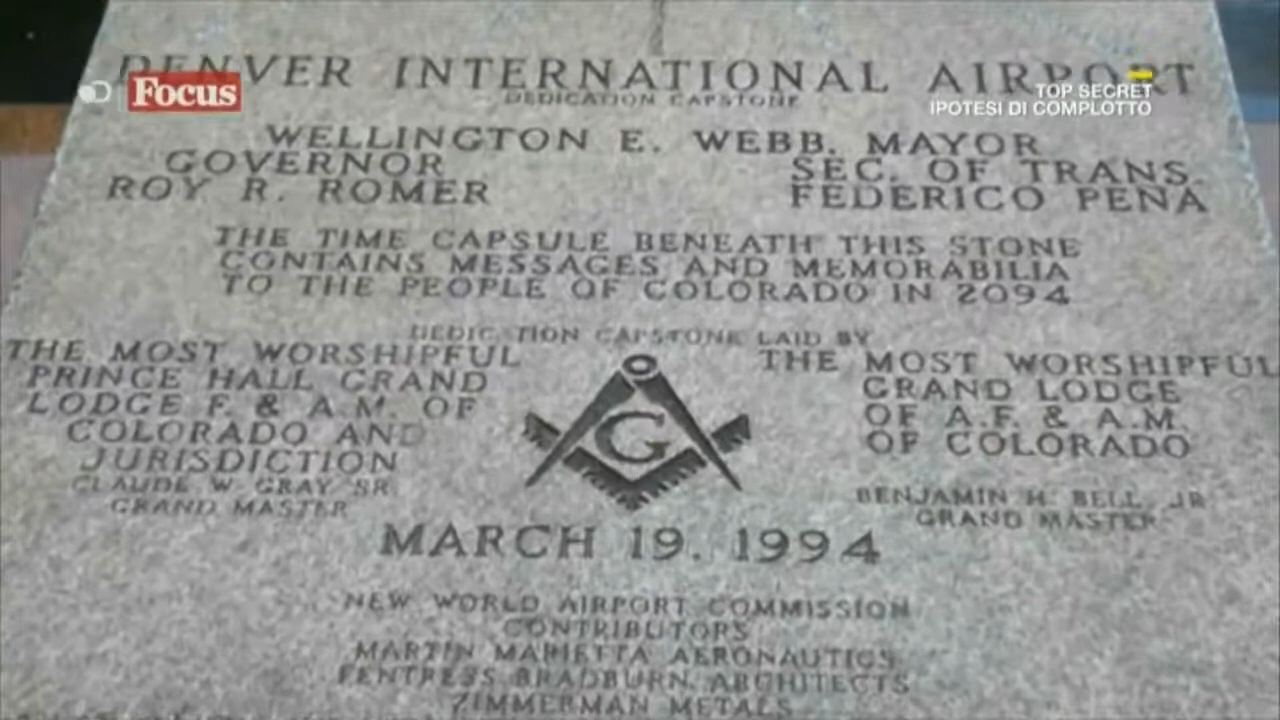 DENVER INTERNATIONAL AIRPORT
Focus
TOP SECRET
IPOTESI DI COMPLOTTO
DEDICATION CAPSTONE
WELLINGTON E. WEBB, MAYOR
GOVERNOR
ROY R. ROMER
SEC. OF TRANS.
FEDERICO PENA
THE TIME CAPSULE BENEATH THIS STONE
CONTAINS MESSAGES AND MEMORABILIA
TO THE PEOPLE OF COLORADO IN 2094
DEDICATION CAPSTONE LAID BY
THE MOST WORSHIPFUL
PRINCE HALL GRAND
LODGE F. & A.M. OF
COLORADO AND
JURISDICTION
CLAUDE W. GRAY SR.
GRAND MASTER
G
THE MOST WORSHIPFUL
GRAND LODGE
OF A.F. & A.M.
OF COLORADO
BENJAMIN H. BELL, JR
GRAND MASTER
MARCH 19, 1994
NEW WORLD AIRPORT COMMISSION
CONTRIBUTORS
MARTIN MARIETTA AERONAUTICS
FENTRESS BRADBURN ARCHITECTS
ZIMMERMAN METALS